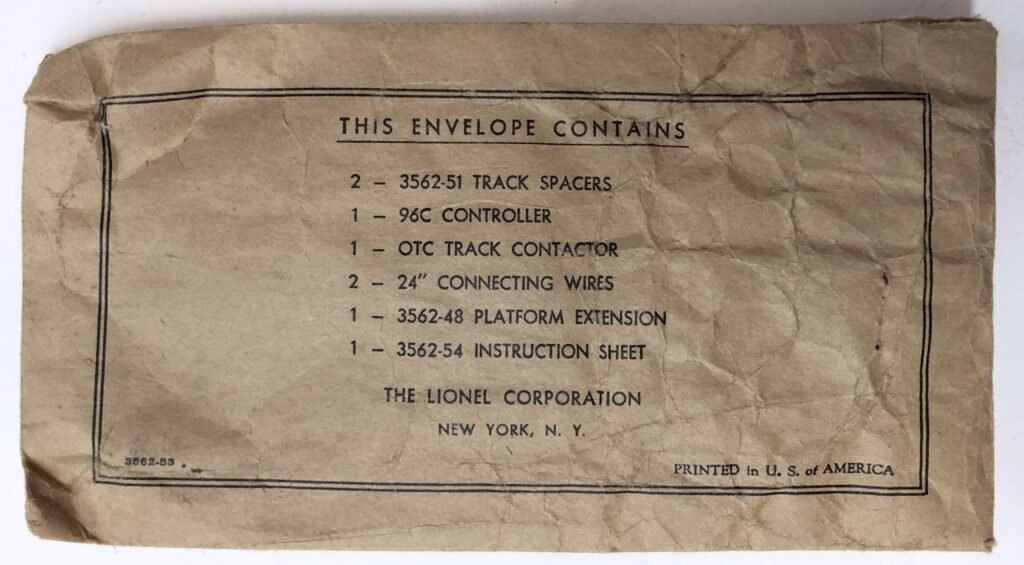 THIS ENVELOPE CONTAINS
2 – 3562-51 TRACK SPACERS
1 – 96C CONTROLLER
1 – OTC TRACK CONTACTOR
2 – 24" CONNECTING WIRES
1 – 3562-48 PLATFORM EXTENSION
1 – 3562-54 INSTRUCTION SHEET
THE LIONEL CORPORATION
NEW YORK, N. Y.
3562-53
PRINTED in U. S. of AMERICA